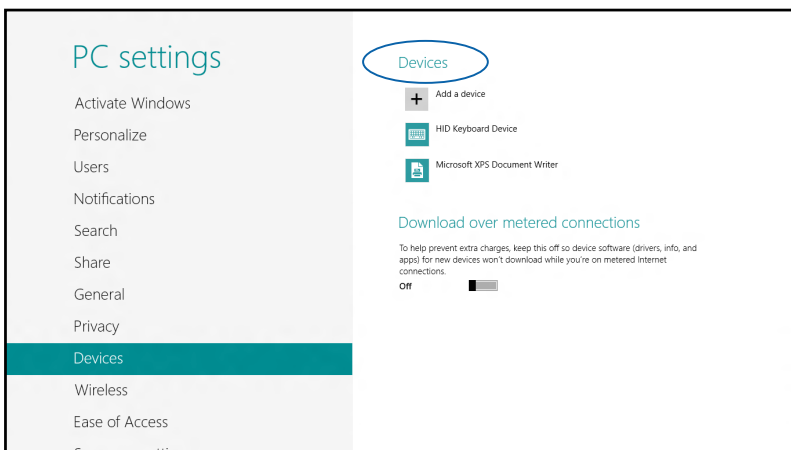 PC settings
Activate Windows
Personalize
Users
Notifications
Search
Share
General
Privacy
Devices
Wireless
Ease of Access
Devices
Add a device
HID Keyboard Device
Microsoft XPS Document Writer
Download over metered connections
To help prevent extra charges, keep this off so device software (drivers, info, and
apps) for new devices won't download while you're on metered Internet
connections.
Off